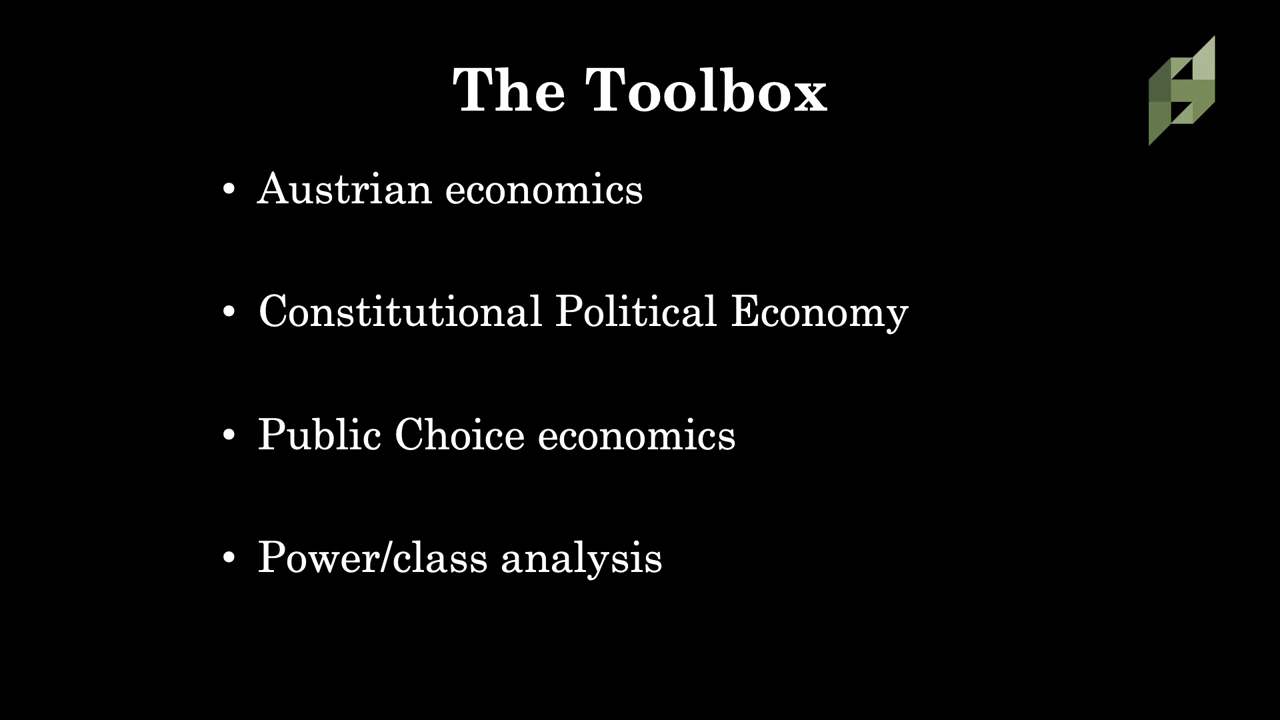 The Toolbox
• Austrian economics
• Constitutional Political Economy
• Public Choice economics
• Power/class analysis